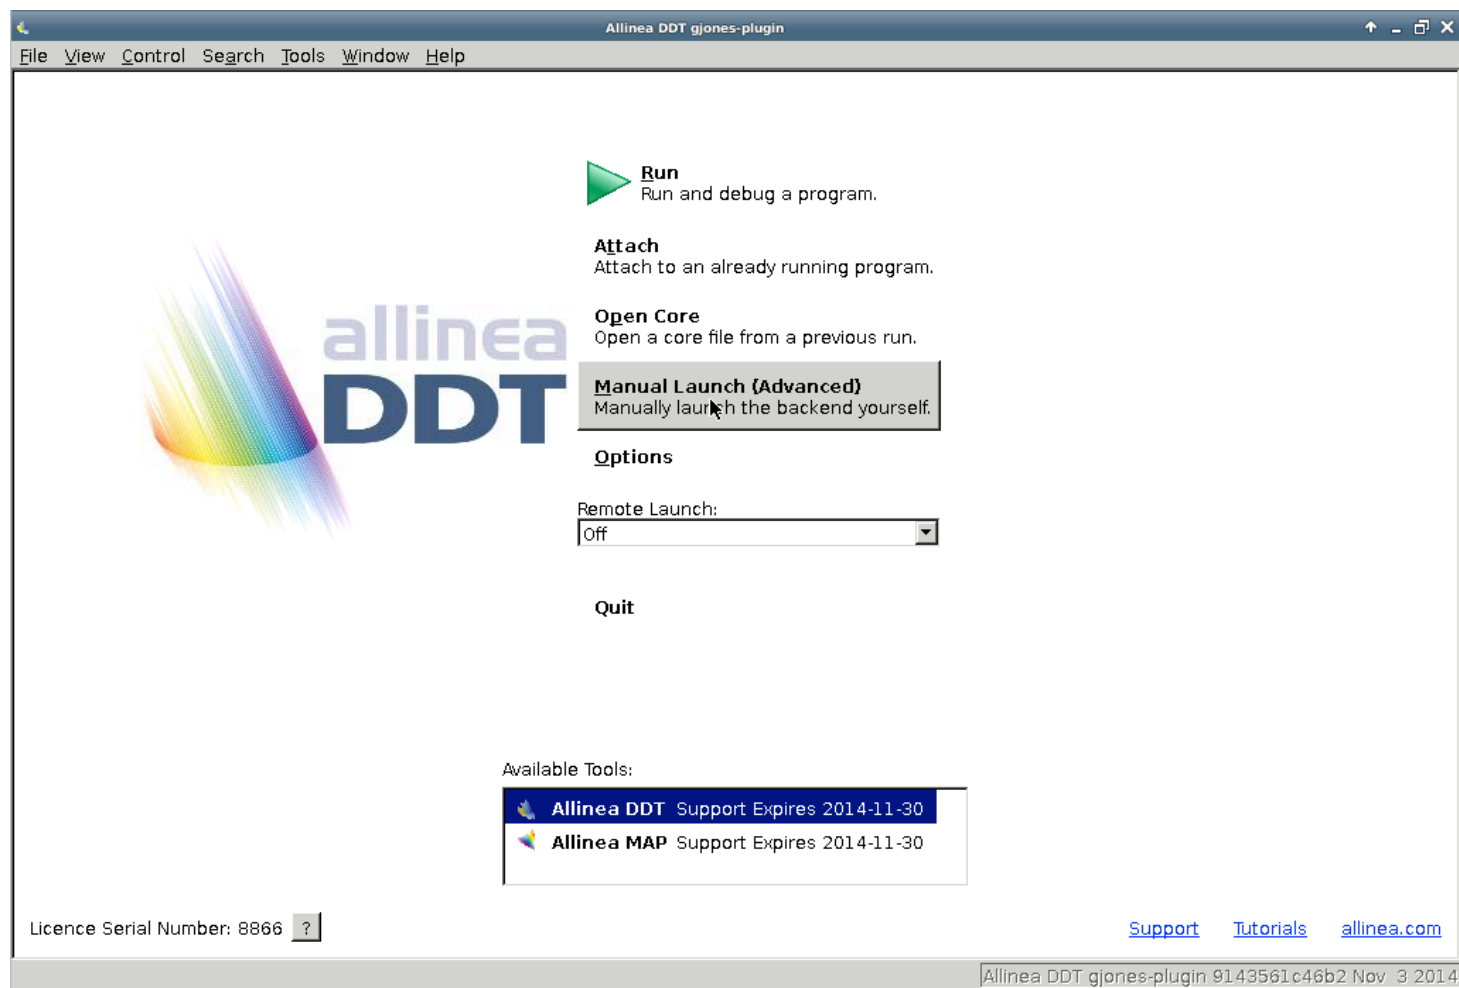 Allinea DDT gjones-plugin
File View Control Search Tools Window Help
Run
Run and debug a program.
Attach
Attach to an already running program.
Open Core
Open a core file from a previous run.
allinea
DDT
Manual Launch (Advanced)
Manually launch the backend yourself.
Options
Remote Launch:
Off
Quit
Available Tools:
Allinea DDT Support Expires 2014-11-30
Allinea MAP Support Expires 2014-11-30
Licence Serial Number: 8866 ?
Support Tutorials allinea.com
Allinea DDT gjones-plugin 9143561c46b2 Nov 3 2014